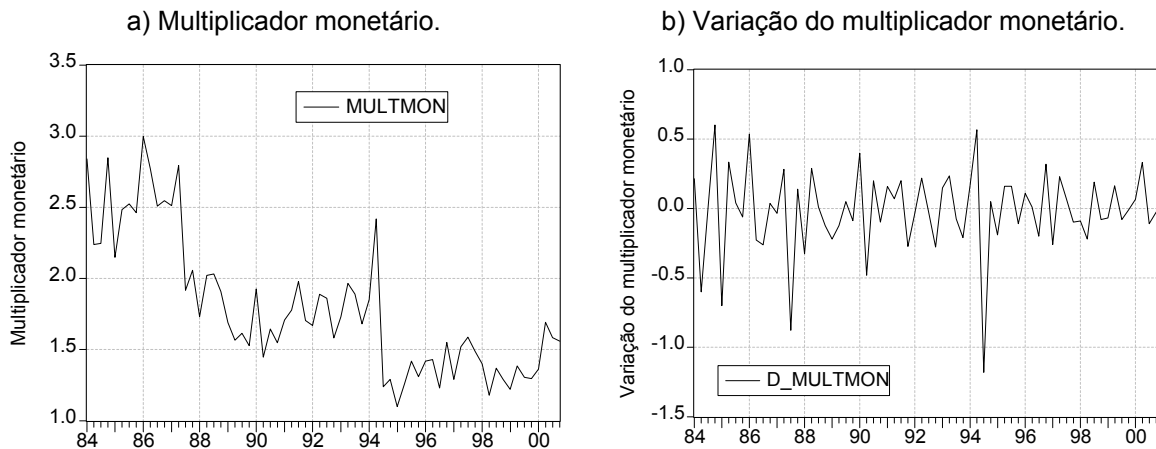 a) Multiplicador monetário.
Multiplicador monetário
3.5
3.0
2.5
2.0
1.5
1.0
MULTMON
84 86 88 90 92 94 96 98 00
b) Variação do multiplicador monetário.
Variação do multiplicador monetário
1.0
0.5
0.0
-0.5
-1.0
-1.5
D_MULTMON
84 86 88 90 92 94 96 98 00